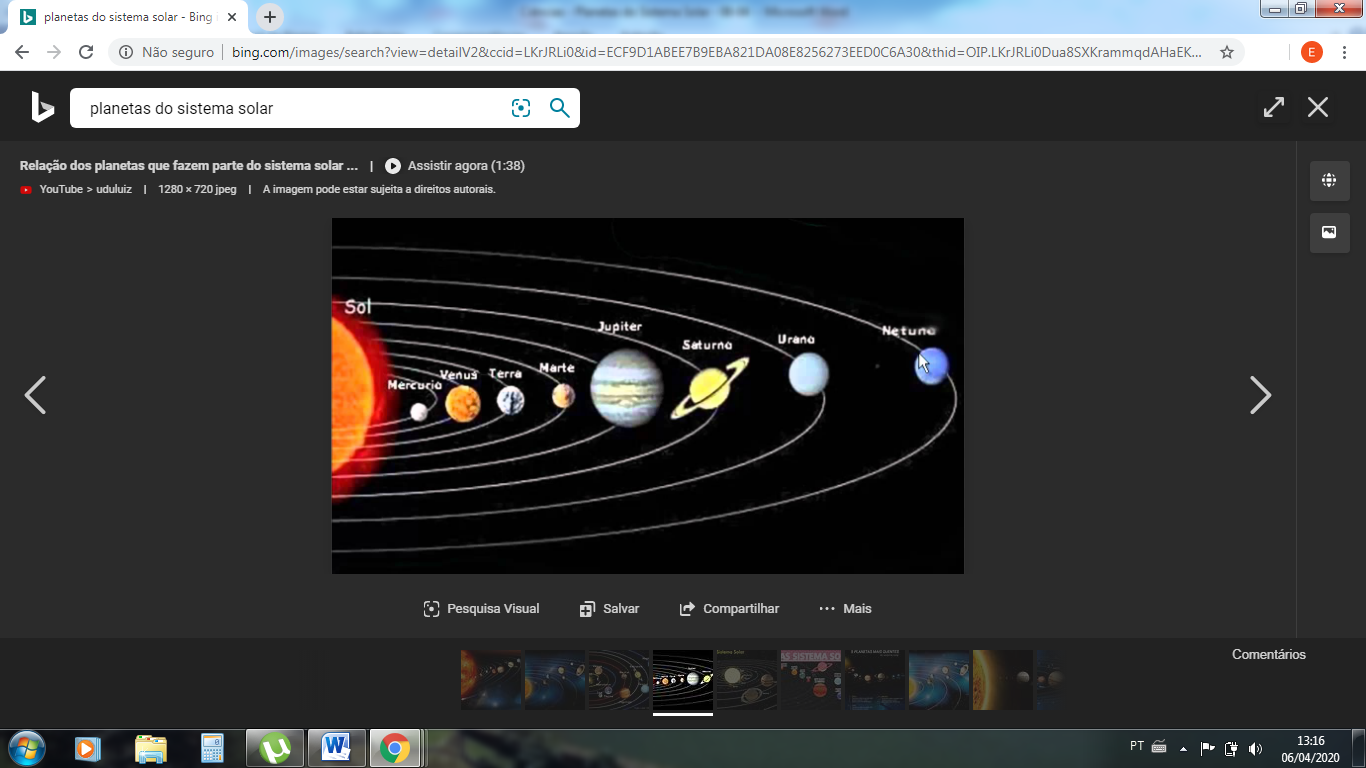 planetas do sistema solar - Bing
Não seguro | bing.com/images/search?view=detailV2&ccid=LKrJRLi0&id=ECF9D1ABEE7B9EBA821DA08E8256273EED0C6A30&thid=OIP.LKrJRLi0Dua8SXKrammqdAHaEK...
E
planetas do sistema solar
Relação dos planetas que fazem parte do sistema solar ... | Assistir agora (1:38)
YouTube > uduluiz | 1280 × 720 jpeg | A imagem pode estar sujeita a direitos autorais.
Sol
Mercurio
Venus
Terra
Marte
Jupiter
Saturno
Urano
Netuno
Pesquisa Visual
Salvar
Compartilhar
Mais
Comentários
PT
13:16
06/04/2020